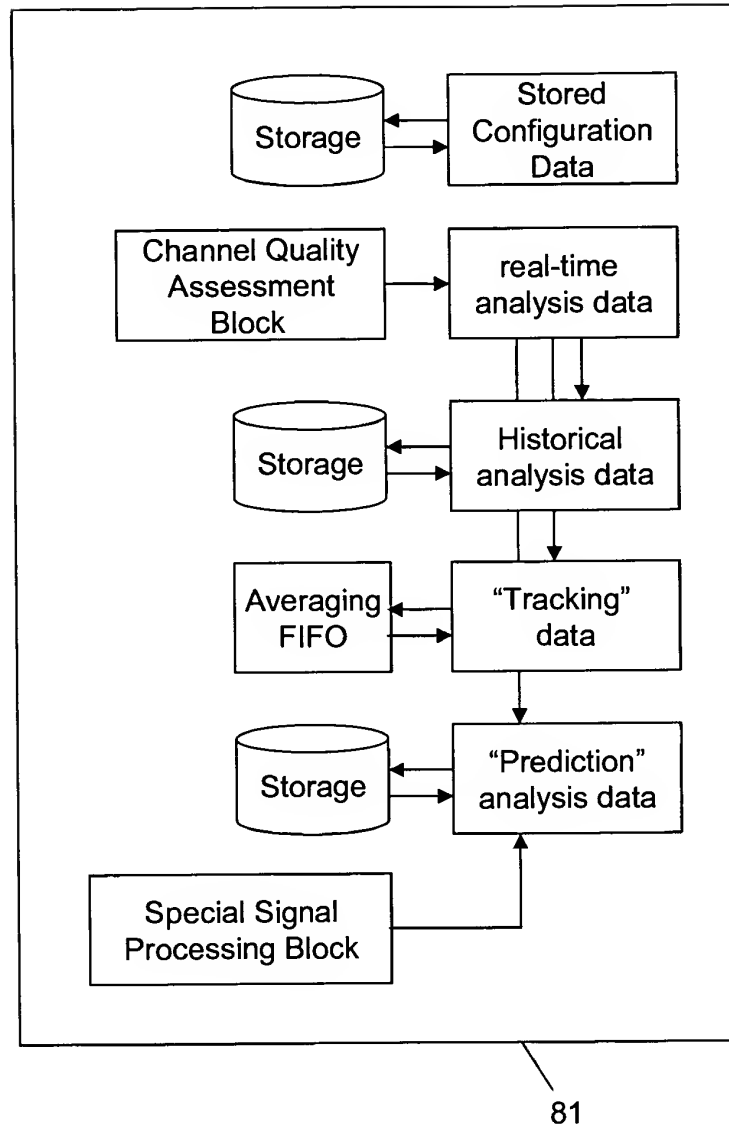 Storage
Stored
Configuration
Data
Channel Quality
Assessment
Block
real-time
analysis data
Storage
Historical
analysis data
Averaging
FIFO
“Tracking”
data
Storage
“Prediction”
analysis data
Special Signal
Processing Block
81